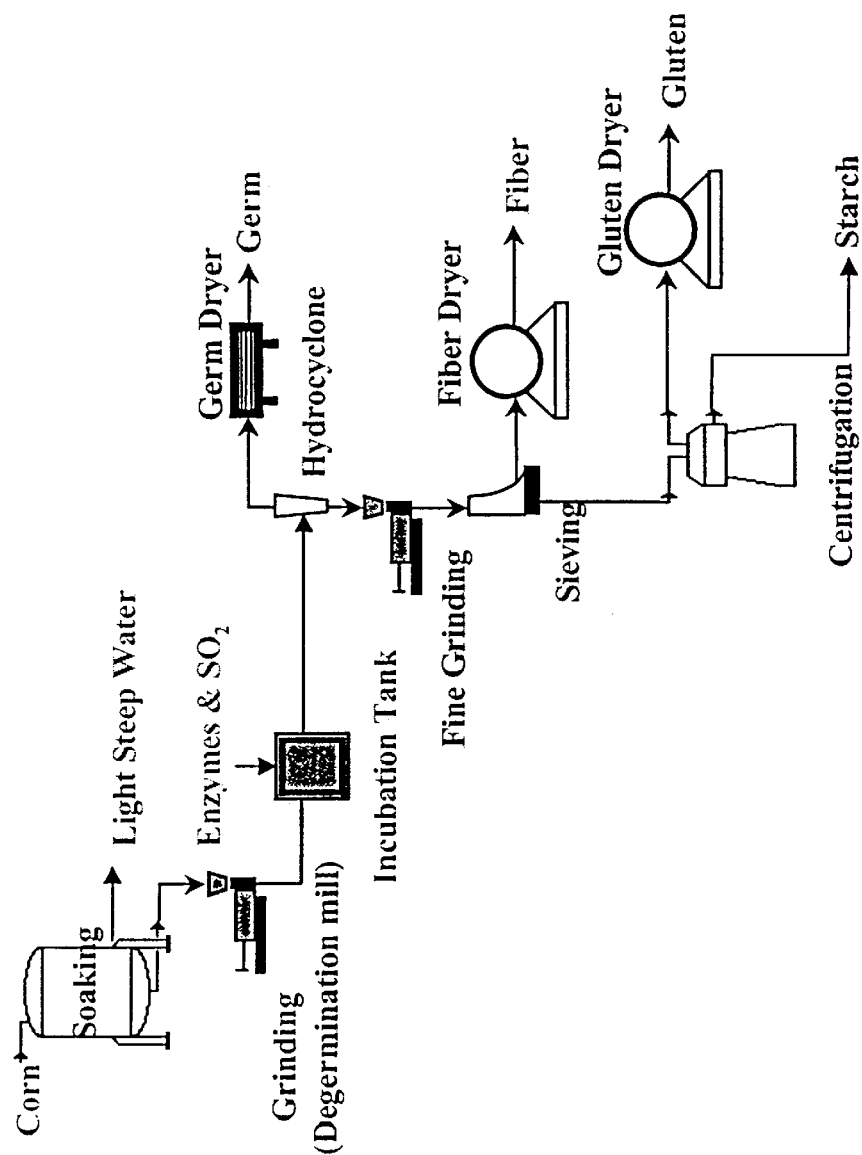 Corn
Soaking
Light Steep Water
Grinding
(Degermination mill)
Enzymes & SO₂
Incubation Tank
Germ Dryer
Germ
Hydrocyclone
Fine Grinding
Fiber Dryer
Fiber
Sieving
Gluten Dryer
Gluten
Centrifugation
Starch